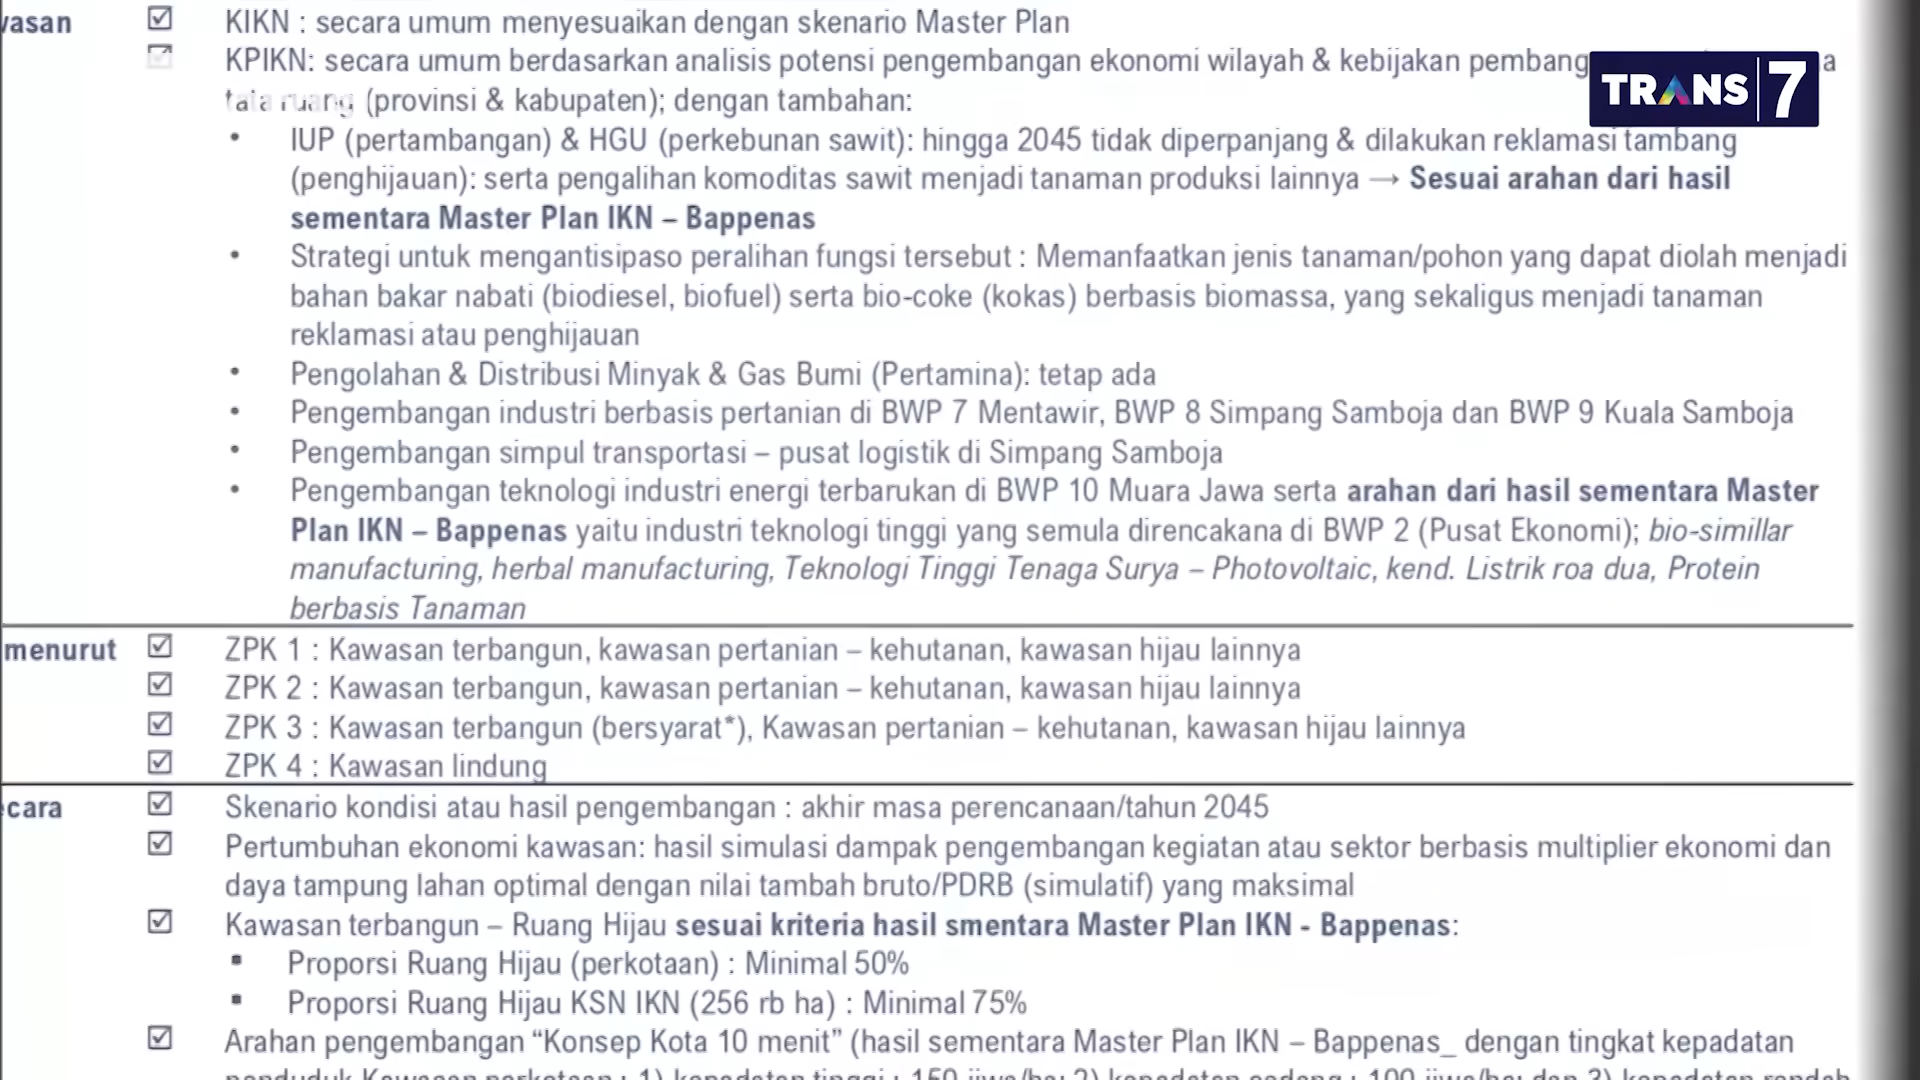 vasan
☑ KIKN : secara umum menyesuaikan dengan skenario Master Plan
☑ KPIKN: secara umum berdasarkan analisis potensi pengembangan ekonomi wilayah & kebijakan pembang a
TRANS 7
tata ruang (provinsi & kabupaten); dengan tambahan:
• IUP (pertambangan) & HGU (perkebunan sawit): hingga 2045 tidak diperpanjang & dilakukan reklamasi tambang
(penghijauan): serta pengalihan komoditas sawit menjadi tanaman produksi lainnya → Sesuai arahan dari hasil
sementara Master Plan IKN – Bappenas
• Strategi untuk mengantisipaso peralihan fungsi tersebut : Memanfaatkan jenis tanaman/pohon yang dapat diolah menjadi
bahan bakar nabati (biodiesel, biofuel) serta bio-coke (kokas) berbasis biomassa, yang sekaligus menjadi tanaman
reklamasi atau penghijauan
• Pengolahan & Distribusi Minyak & Gas Bumi (Pertamina): tetap ada
• Pengembangan industri berbasis pertanian di BWP 7 Mentawir, BWP 8 Simpang Samboja dan BWP 9 Kuala Samboja
• Pengembangan simpul transportasi – pusat logistik di Simpang Samboja
• Pengembangan teknologi industri energi terbarukan di BWP 10 Muara Jawa serta arahan dari hasil sementara Master
Plan IKN – Bappenas yaitu industri teknologi tinggi yang semula direncakana di BWP 2 (Pusat Ekonomi); bio-simillar
manufacturing, herbal manufacturing, Teknologi Tinggi Tenaga Surya – Photovoltaic, kend. Listrik roa dua, Protein
berbasis Tanaman
menurut
☑ ZPK 1 : Kawasan terbangun, kawasan pertanian – kehutanan, kawasan hijau lainnya
☑ ZPK 2 : Kawasan terbangun, kawasan pertanian – kehutanan, kawasan hijau lainnya
☑ ZPK 3 : Kawasan terbangun (bersyarat*), Kawasan pertanian – kehutanan, kawasan hijau lainnya
☑ ZPK 4 : Kawasan lindung
ecara
☑ Skenario kondisi atau hasil pengembangan : akhir masa perencanaan/tahun 2045
☑ Pertumbuhan ekonomi kawasan: hasil simulasi dampak pengembangan kegiatan atau sektor berbasis multiplier ekonomi dan
daya tampung lahan optimal dengan nilai tambah bruto/PDRB (simulatif) yang maksimal
☑ Kawasan terbangun – Ruang Hijau sesuai kriteria hasil smentara Master Plan IKN - Bappenas:
▪ Proporsi Ruang Hijau (perkotaan) : Minimal 50%
▪ Proporsi Ruang Hijau KSN IKN (256 rb ha) : Minimal 75%
☑ Arahan pengembangan “Konsep Kota 10 menit” (hasil sementara Master Plan IKN – Bappenas_ dengan tingkat kepadatan